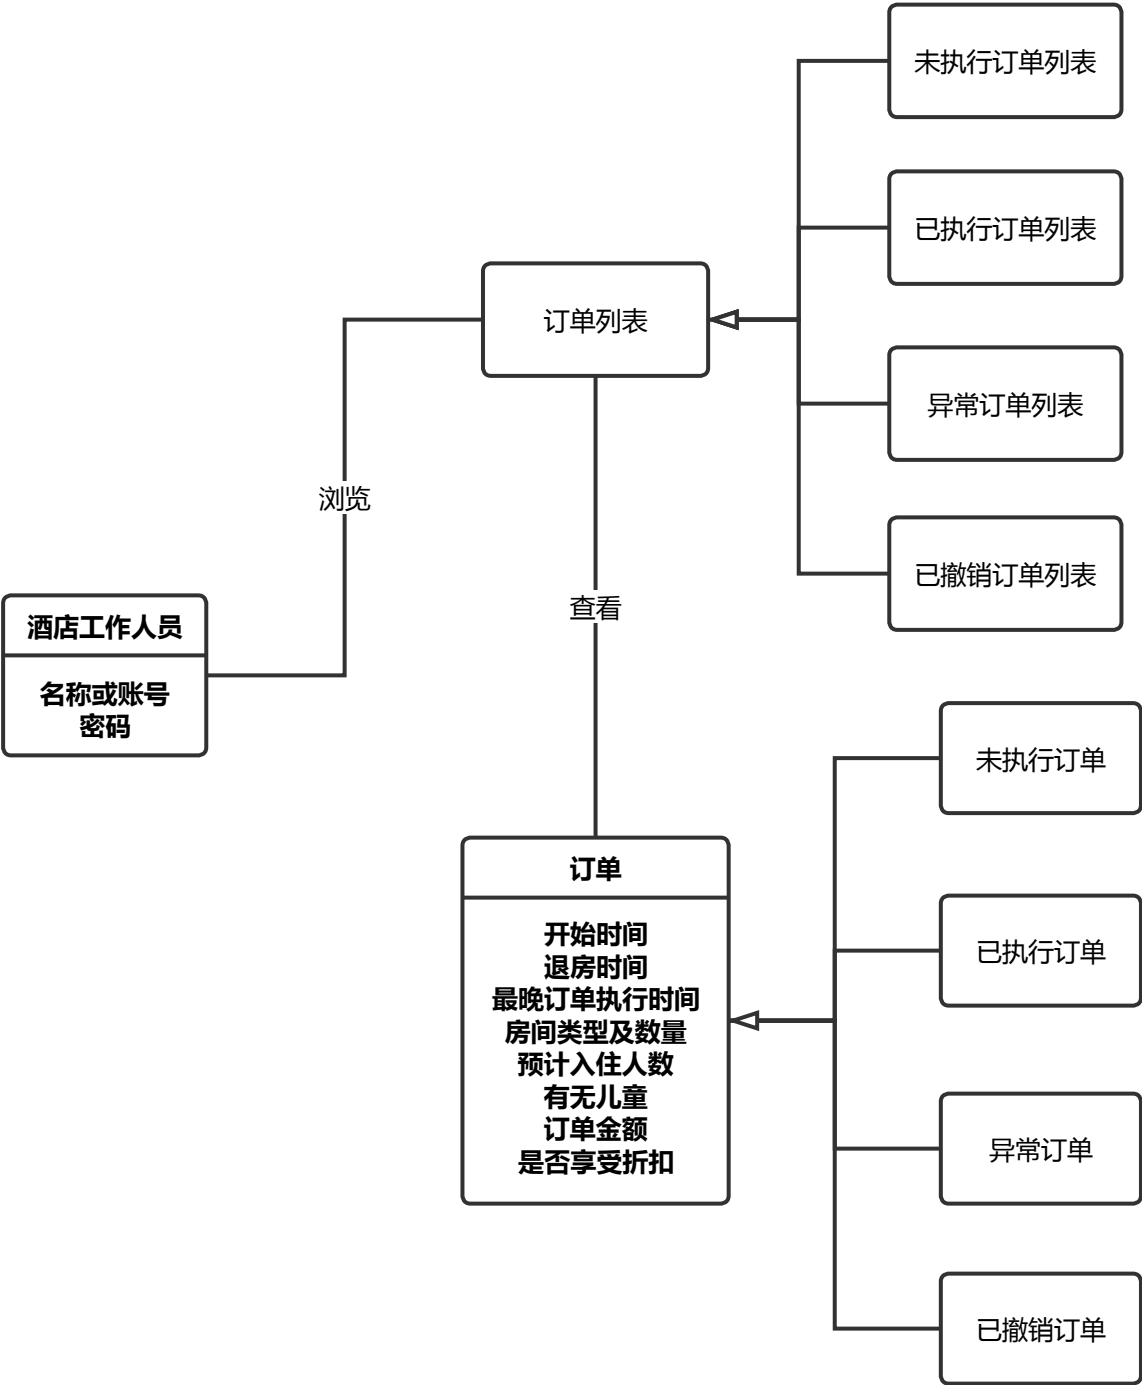 未执行订单列表
已执行订单列表
订单列表
异常订单列表
浏览
已撤销订单列表
查看
酒店工作人员
名称或账号
密码
未执行订单
订单
开始时间
退房时间
最晚订单执行时间
房间类型及数量
预计入住人数
有无儿童
订单金额
是否享受折扣
已执行订单
异常订单
已撤销订单